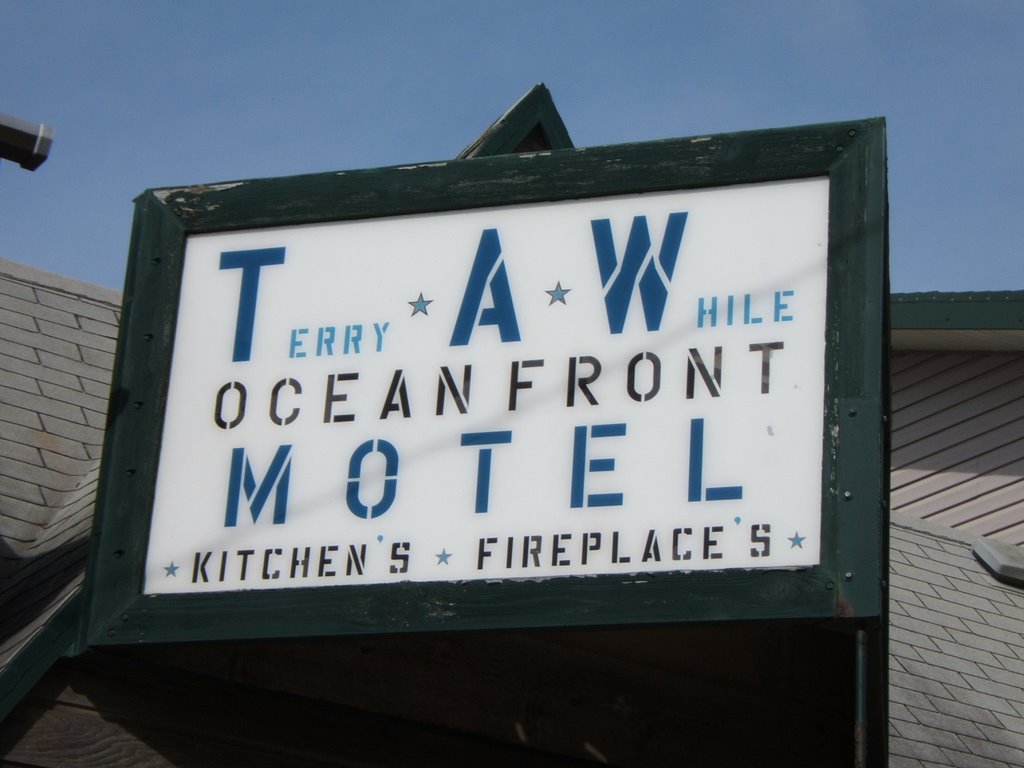 TERRY ★ A ★ WHILE
OCEANFRONT
MOTEL
★ KITCHEN'S ★ FIREPLACE'S ★